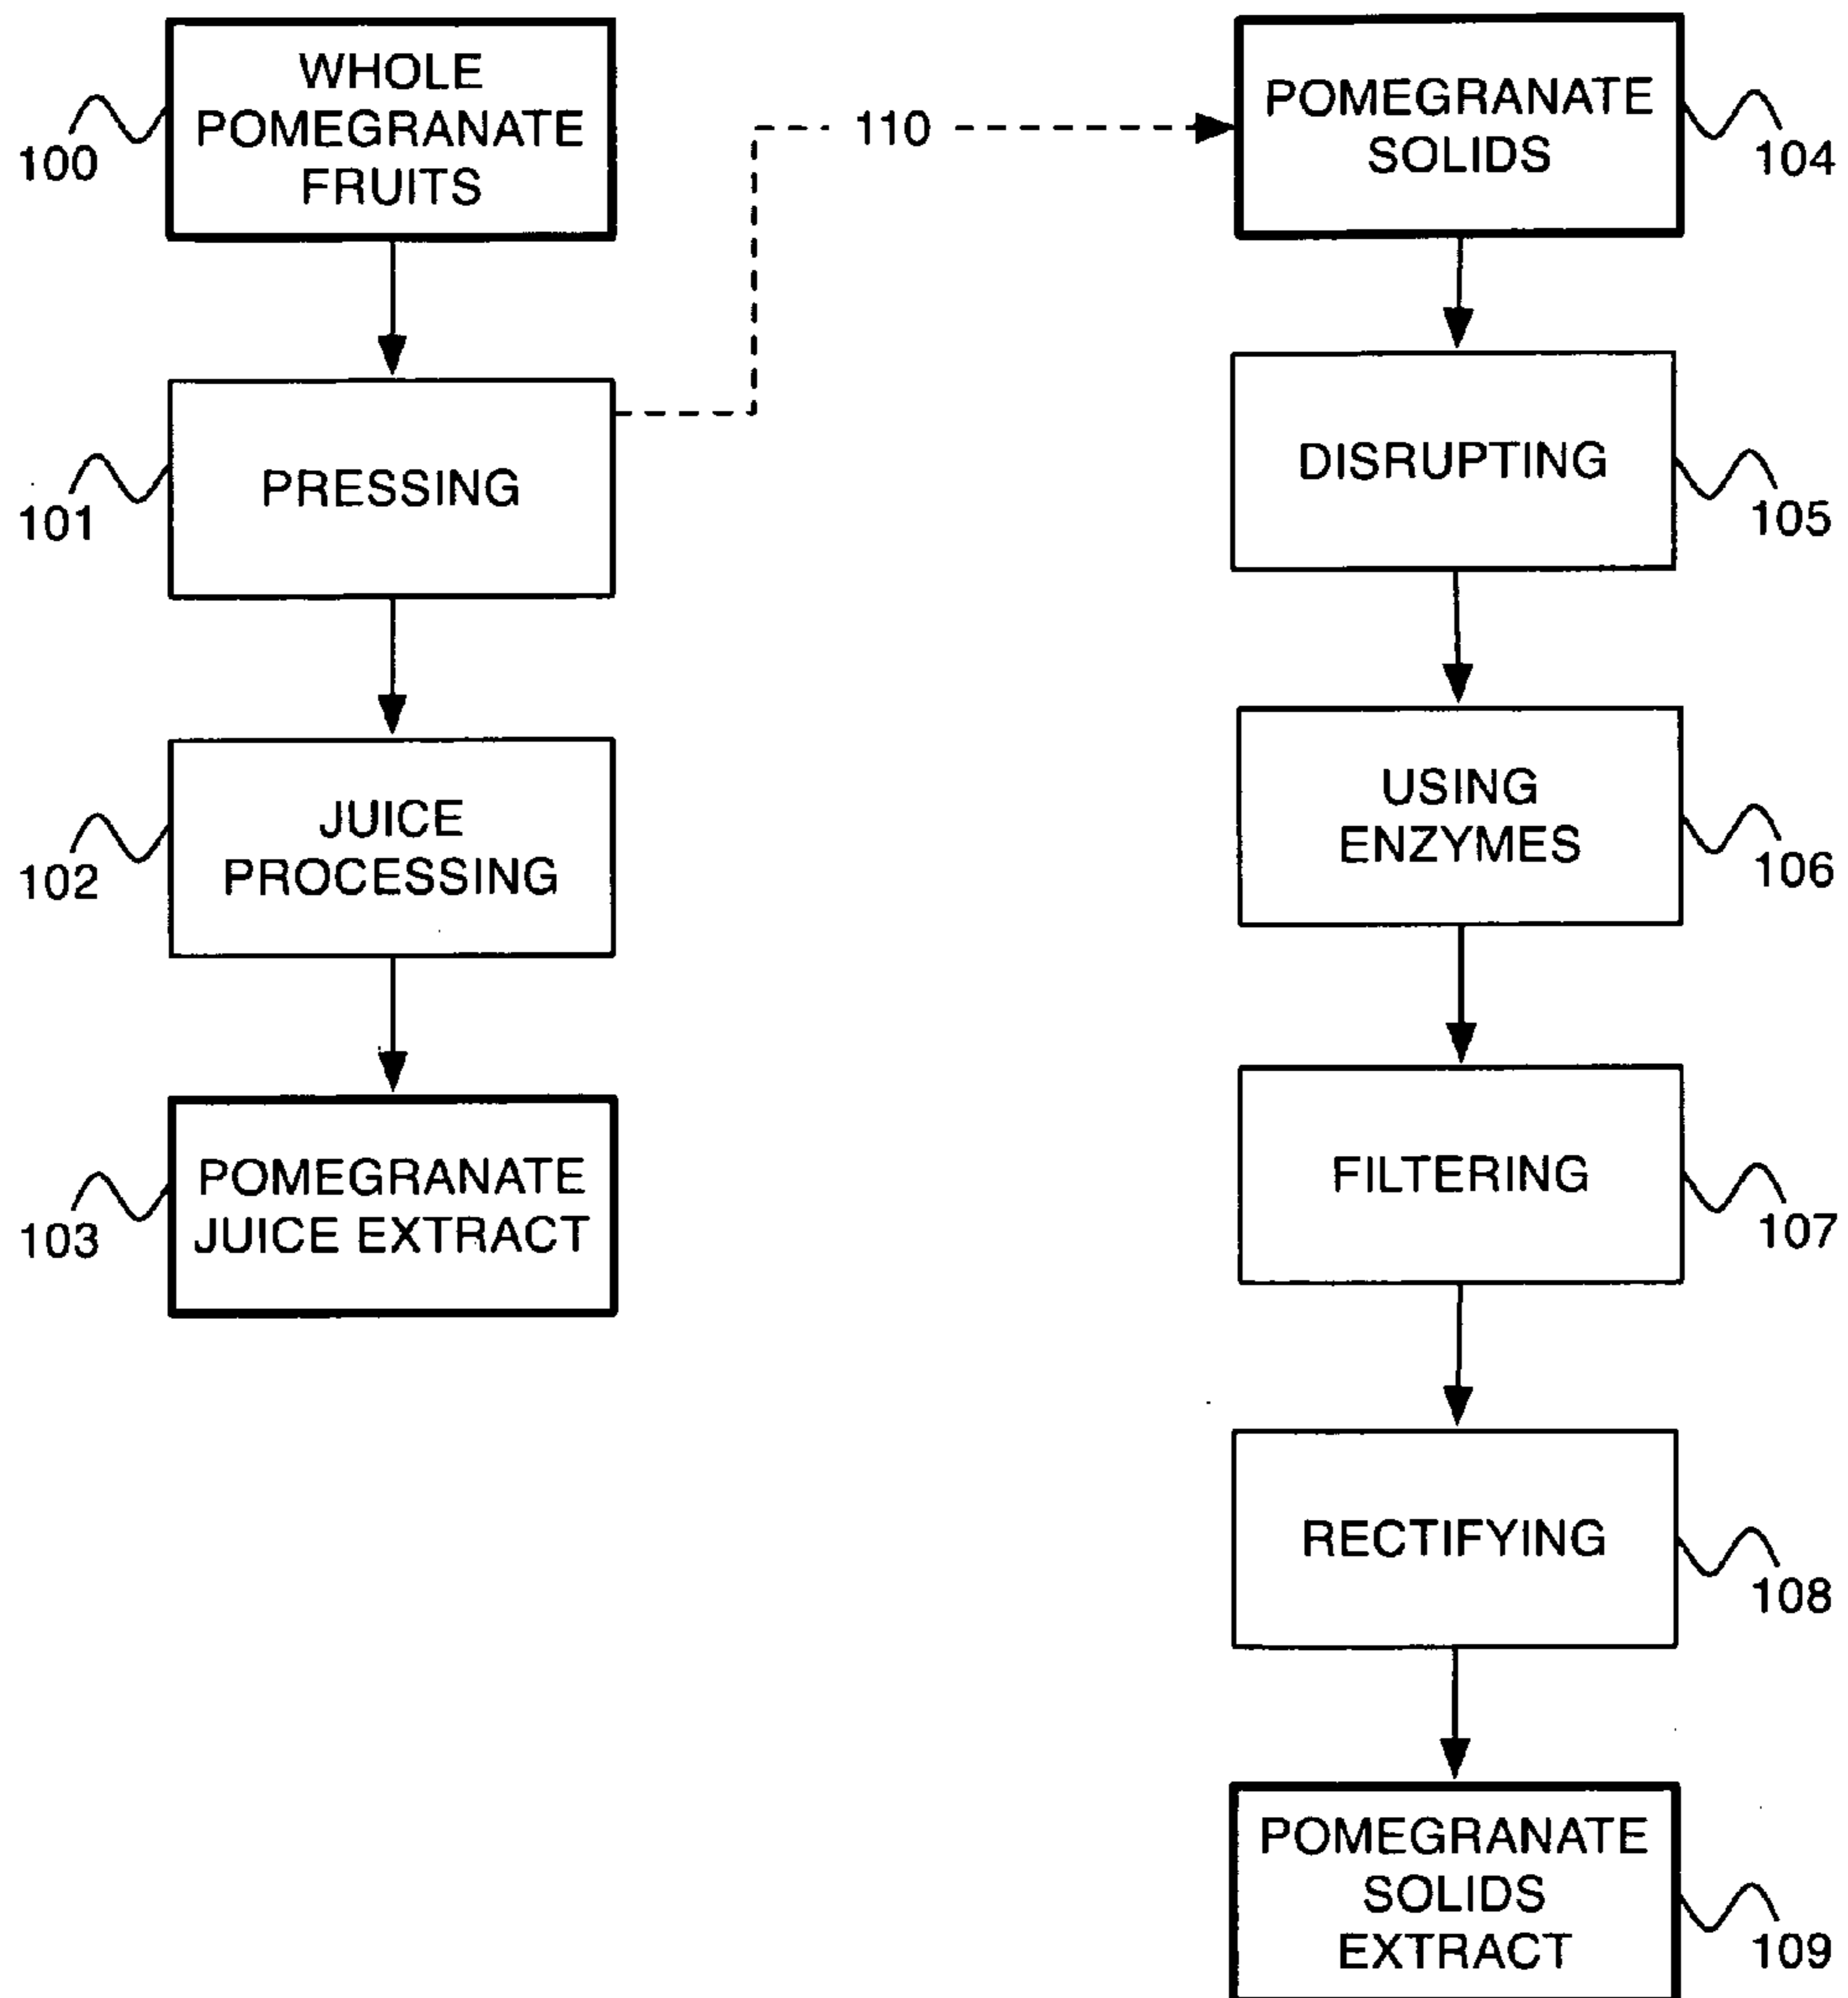 WHOLE
POMEGRANATE
FRUITS
100
PRESSING
101
JUICE
PROCESSING
102
POMEGRANATE
JUICE EXTRACT
103
110
POMEGRANATE
SOLIDS
104
DISRUPTING
105
USING
ENZYMES
106
FILTERING
107
RECTIFYING
108
POMEGRANATE
SOLIDS
EXTRACT
109